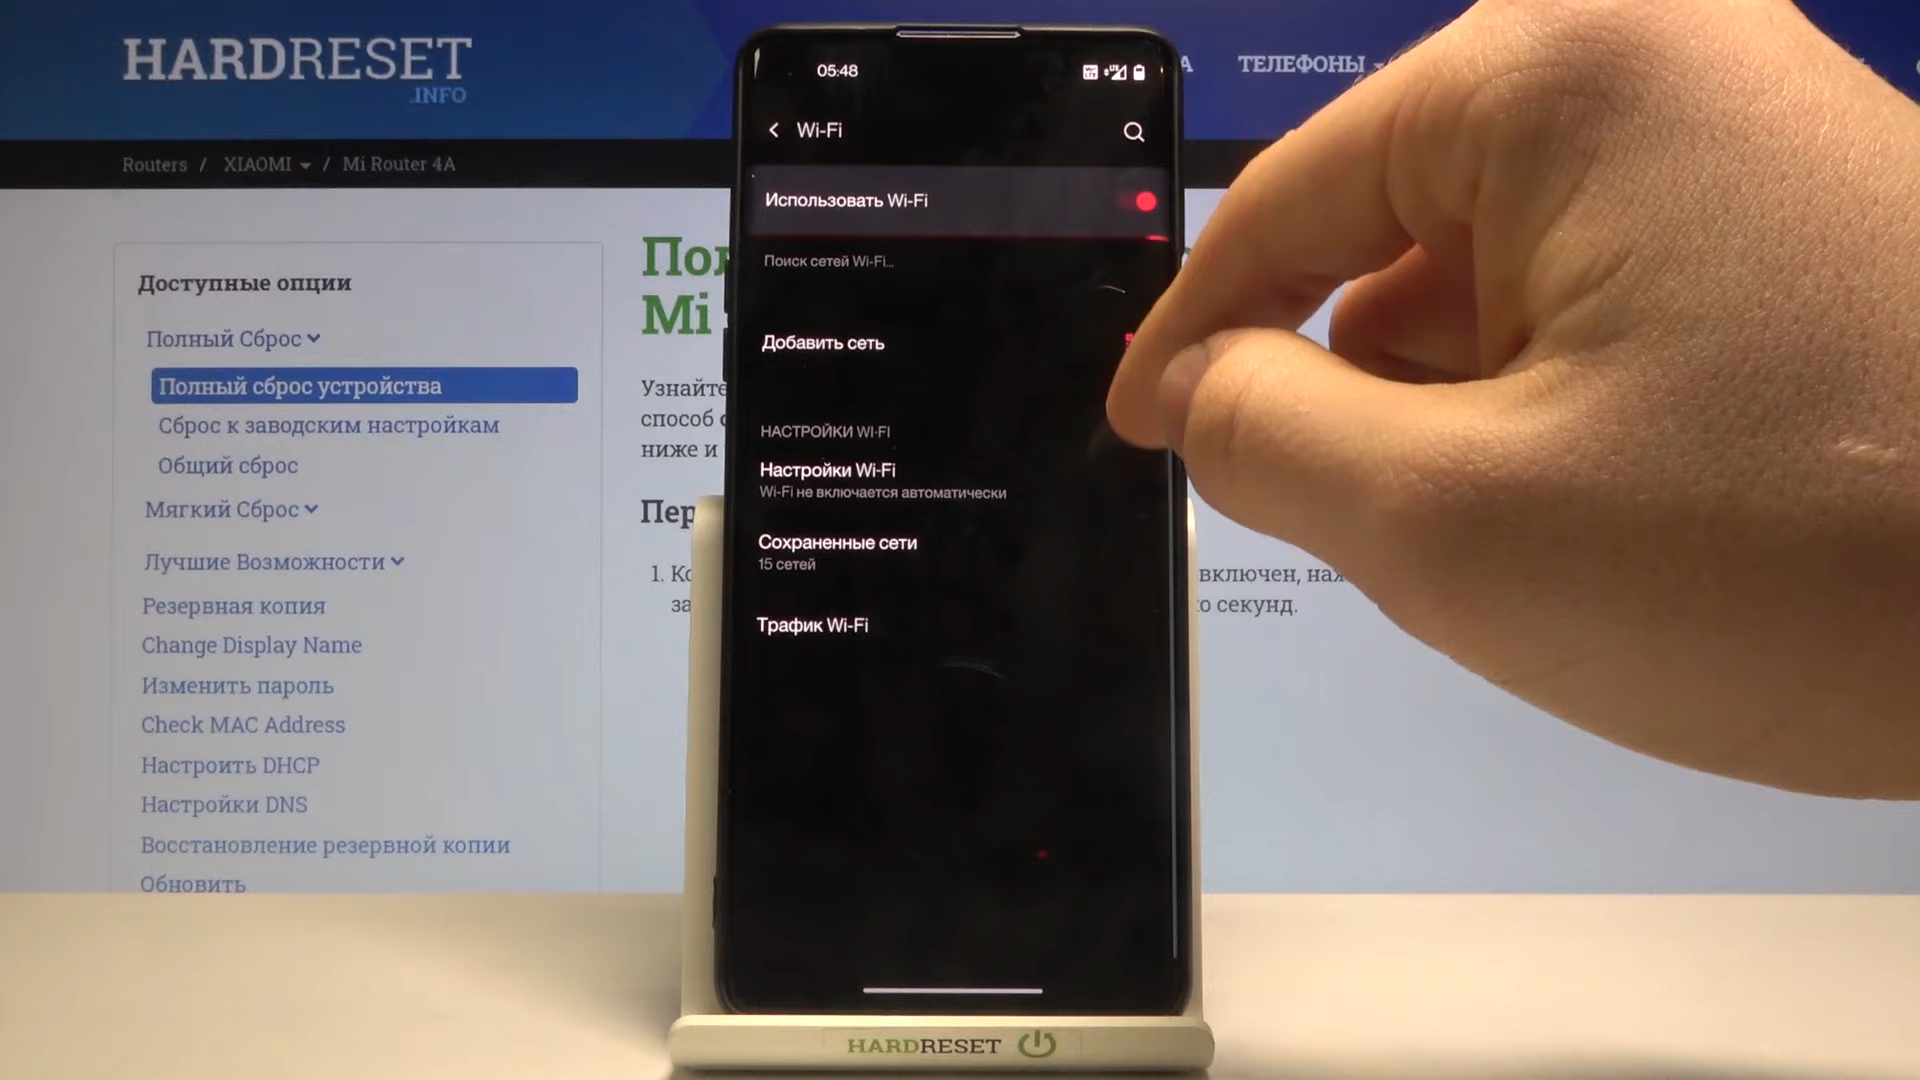 HARDRESET
.INFO
ТЕЛЕФОНЫ
Routers / XIAOMI / Mi Router 4A
Доступные опции
Полный Сброс
Полный сброс устройства
Сброс к заводским настройкам
Общий сброс
Мягкий Сброс
Лучшие Возможности
Резервная копия
Change Display Name
Изменить пароль
Check MAC Address
Настроить DHCP
Настройки DNS
Восстановление резервной копии
Обновить
Mi
Узнайте
способ
ниже и
1.
включен,
секунд.
05:48
Wi-Fi
Использовать Wi-Fi
Поиск сетей Wi-Fi...
Добавить сеть
НАСТРОЙКИ WI-FI
Настройки Wi-Fi
Wi-Fi не включается автоматически
Сохраненные сети
15 сетей
Трафик Wi-Fi
HARDRESET